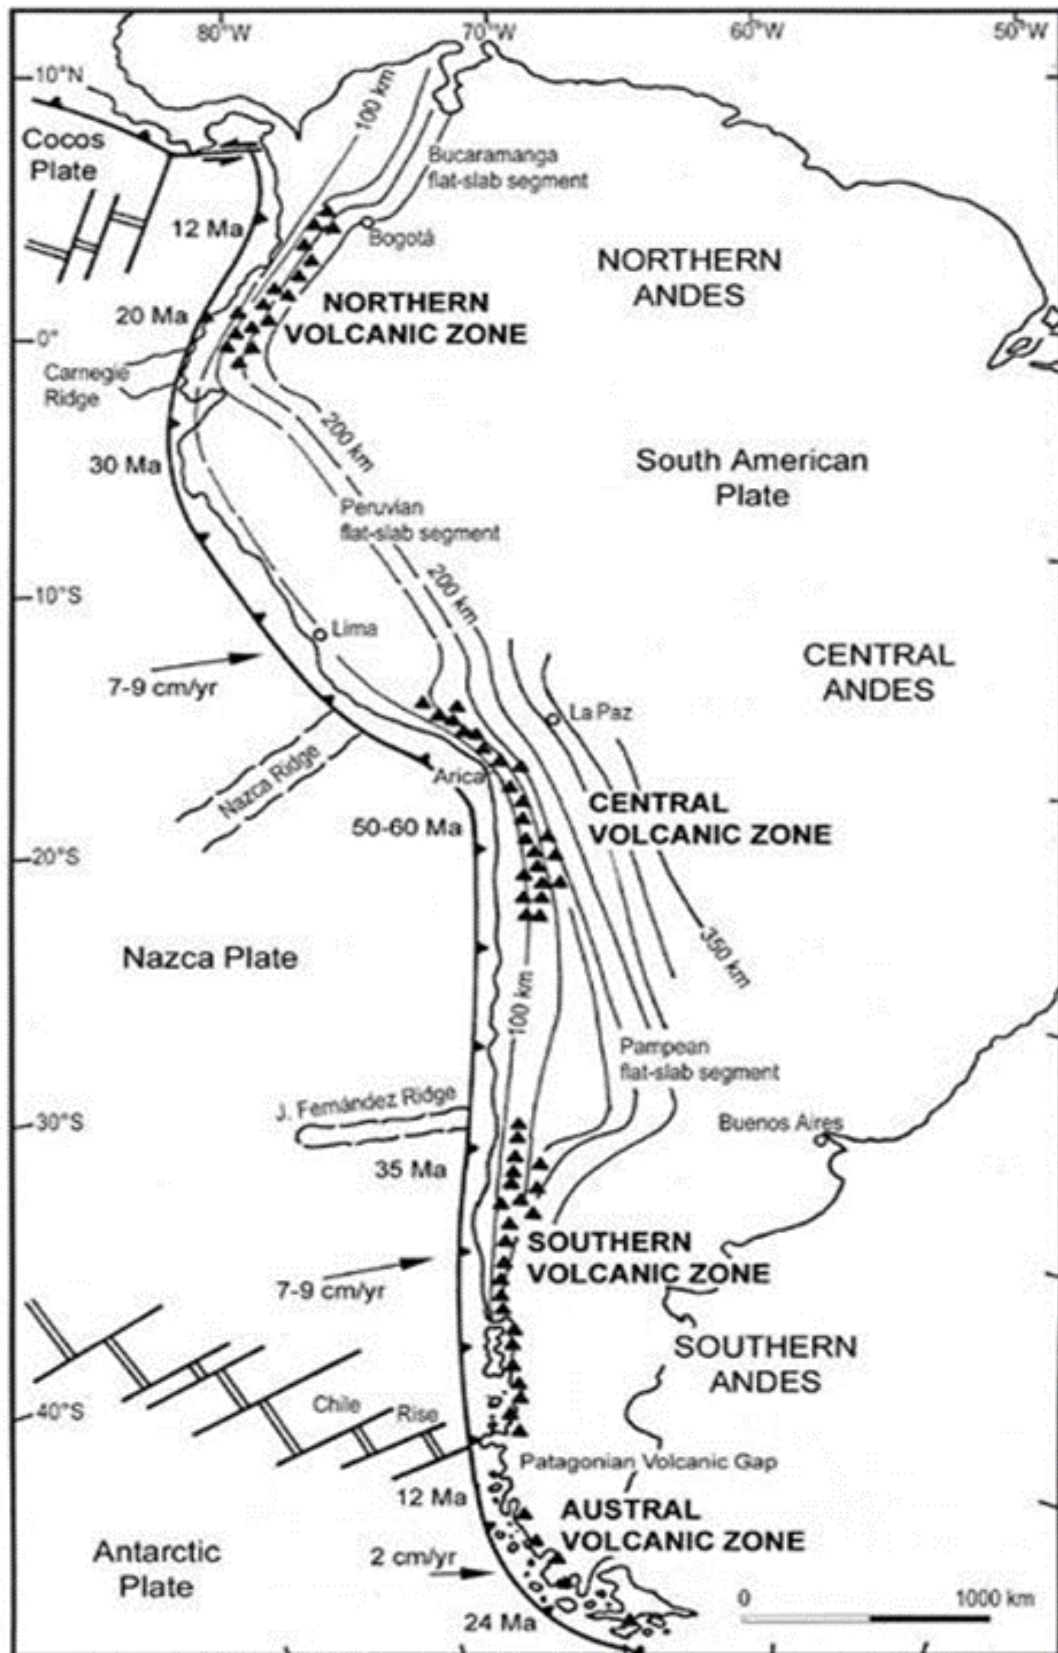 80°W
70°W
60°W
50°W
10°N
Cocos
Plate
100 km
Bucaramanga
flat-slab segment
12 Ma
Bogotá
NORTHERN
ANDES
NORTHERN
VOLCANIC ZONE
20 Ma
0°
Carnegie
Ridge
200 km
30 Ma
South American
Plate
Peruvian
flat-slab segment
200 km
10°S
Lima
7-9 cm/yr
CENTRAL
ANDES
La Paz
Nazca Ridge
Arica
CENTRAL
VOLCANIC ZONE
50-60 Ma
20°S
Nazca Plate
350 km
100 km
Pampean
flat-slab segment
J. Fernández Ridge
30°S
Buenos Aires
35 Ma
SOUTHERN
VOLCANIC ZONE
7-9 cm/yr
SOUTHERN
ANDES
Chile Rise
40°S
Patagonian Volcanic Gap
12 Ma
AUSTRAL
VOLCANIC ZONE
Antarctic
Plate
2 cm/yr
24 Ma
0 1000 km
70°W
60°W